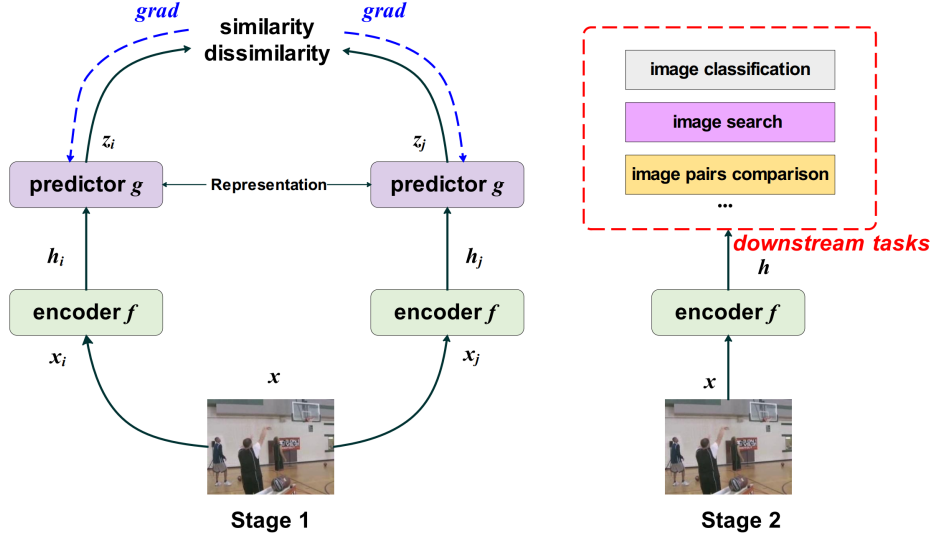 grad
similarity
dissimilarity
grad
z_i
z_j
predictor g
Representation
predictor g
h_i
h_j
encoder f
encoder f
x_i
x
x_j
Stage 1
image classification
image search
image pairs comparison
...
downstream tasks
h
encoder f
x
Stage 2